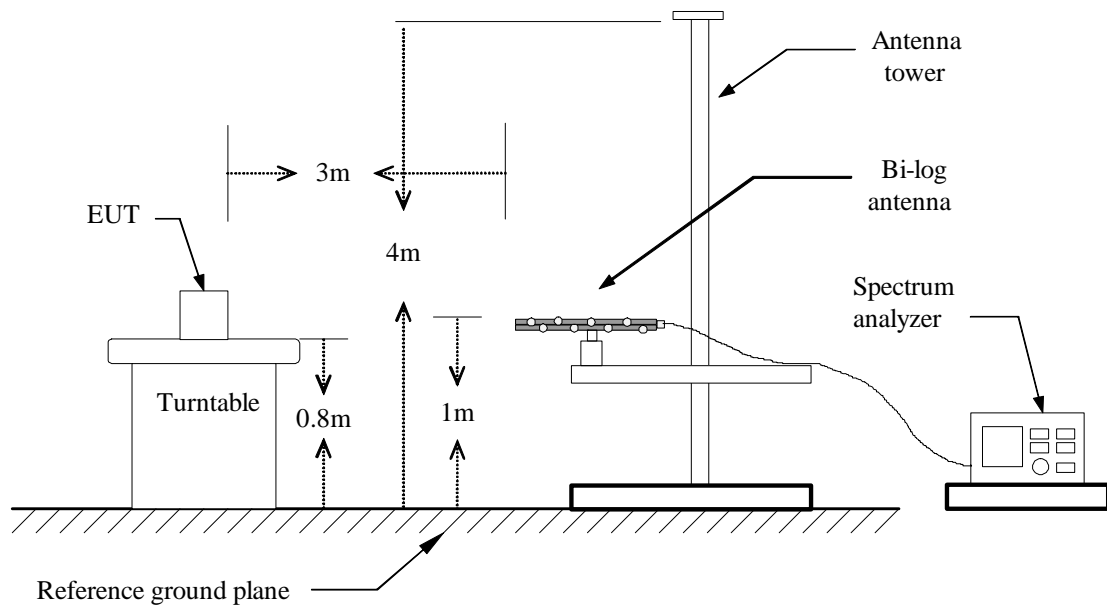 Antenna
tower
3m
Bi-log
antenna
EUT
4m
Spectrum
analyzer
Turntable
0.8m
1m
Reference ground plane